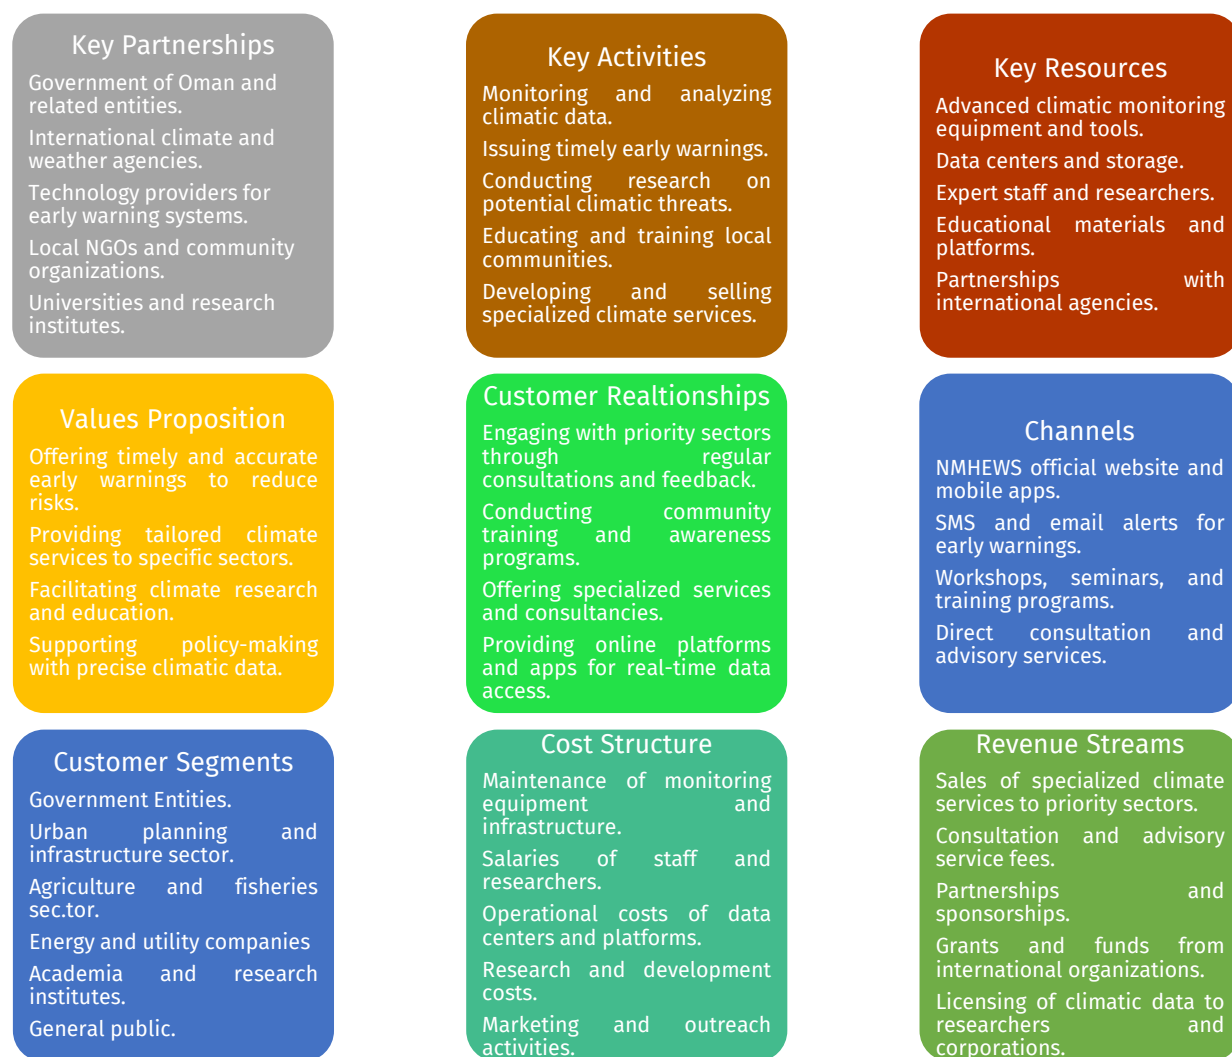 Key Partnerships
Government of Oman and
related entities.
International climate and
weather agencies.
Technology providers for
early warning systems.
Local NGOs and community
organizations.
Universities and research
institutes.
Key Activities
Monitoring and analyzing
climatic data.
Issuing timely early warnings.
Conducting research on
potential climatic threats.
Educating and training local
communities.
Developing and selling
specialized climate services.
Key Resources
Advanced climatic monitoring
equipment and tools.
Data centers and storage.
Expert staff and researchers.
Educational materials and
platforms.
Partnerships with
international agencies.
Values Proposition
Offering timely and accurate
early warnings to reduce
risks.
Providing tailored climate
services to specific sectors.
Facilitating climate research
and education.
Supporting policy-making
with precise climatic data.
Customer Realtionships
Engaging with priority sectors
through regular
consultations and feedback.
Conducting community
training and awareness
programs.
Offering specialized services
and consultancies.
Providing online platforms
and apps for real-time data
access.
Channels
NMHEWS official website and
mobile apps.
SMS and email alerts for
early warnings.
Workshops, seminars, and
training programs.
Direct consultation and
advisory services.
Customer Segments
Government Entities.
Urban planning and
infrastructure sector.
Agriculture and fisheries
sec.tor.
Energy and utility companies
Academia and research
institutes.
General public.
Cost Structure
Maintenance of monitoring
equipment and
infrastructure.
Salaries of staff and
researchers.
Operational costs of data
centers and platforms.
Research and development
costs.
Marketing and outreach
activities.
Revenue Streams
Sales of specialized climate
services to priority sectors.
Consultation and advisory
service fees.
Partnerships and
sponsorships.
Grants and funds from
international organizations.
Licensing of climatic data to
researchers and
corporations.